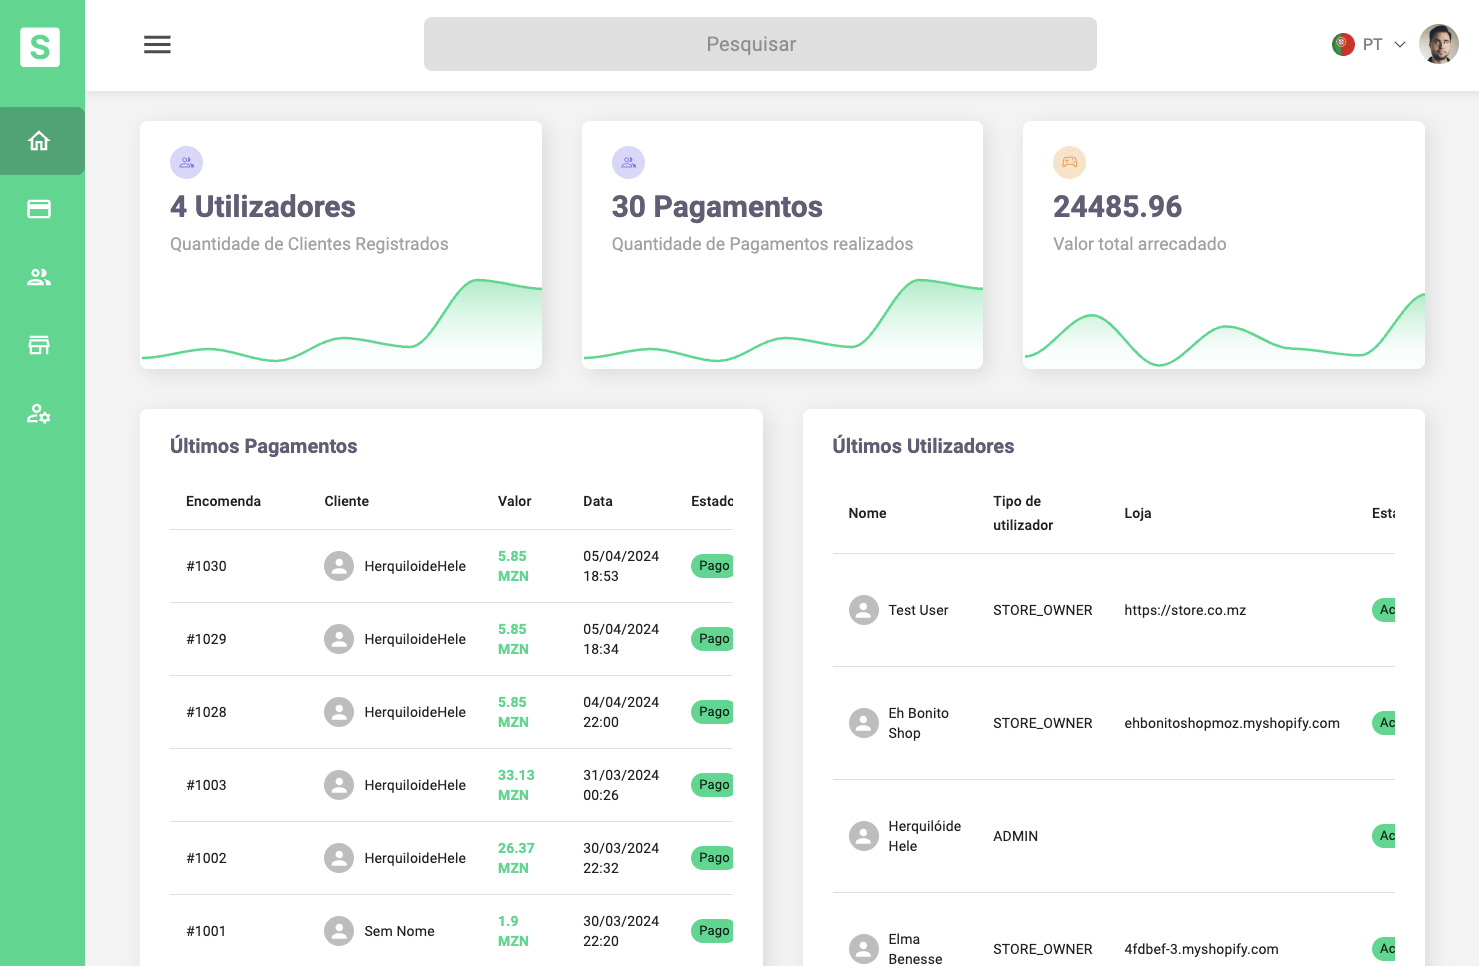 S
Pesquisar
PT
4 Utilizadores
Quantidade de Clientes Registrados
30 Pagamentos
Quantidade de Pagamentos realizados
24485.96
Valor total arrecadado
Últimos Pagamentos
Encomenda Cliente Valor Data Estado
#1030 HerquiloideHele 5.85 MZN 05/04/2024 18:53 Pago
#1029 HerquiloideHele 5.85 MZN 05/04/2024 18:34 Pago
#1028 HerquiloideHele 5.85 MZN 04/04/2024 22:00 Pago
#1003 HerquiloideHele 33.13 MZN 31/03/2024 00:26 Pago
#1002 HerquiloideHele 26.37 MZN 30/03/2024 22:32 Pago
#1001 Sem Nome 1.9 MZN 30/03/2024 22:20 Pago
Últimos Utilizadores
Nome Tipo de utilizador Loja Esta
Test User STORE_OWNER https://store.co.mz Ac
Eh Bonito Shop STORE_OWNER ehbonitoshopmoz.myshopify.com Ac
Herquilóide Hele ADMIN Ac
Elma Benesse STORE_OWNER 4fdbef-3.myshopify.com Ac